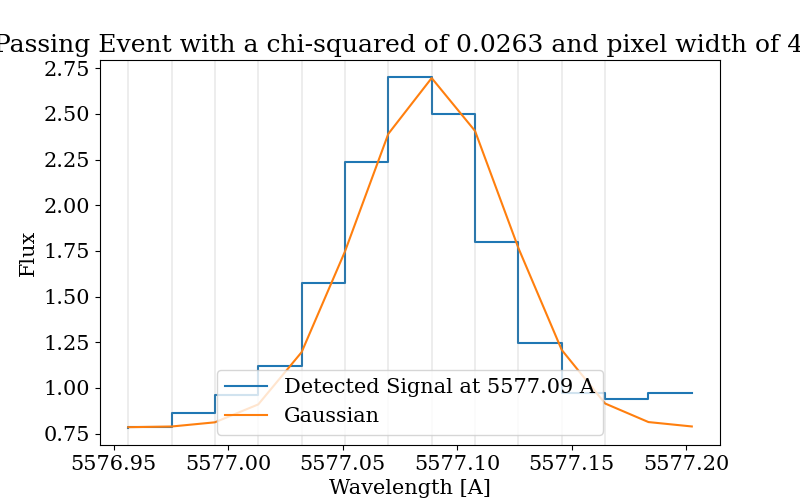 Passing Event with a chi-squared of 0.0263 and pixel width of 4
2.75
2.50
2.25
2.00
1.75
1.50
1.25
1.00
0.75
Flux
Detected Signal at 5577.09 A
Gaussian
5576.95 5577.00 5577.05 5577.10 5577.15 5577.20
Wavelength [A]